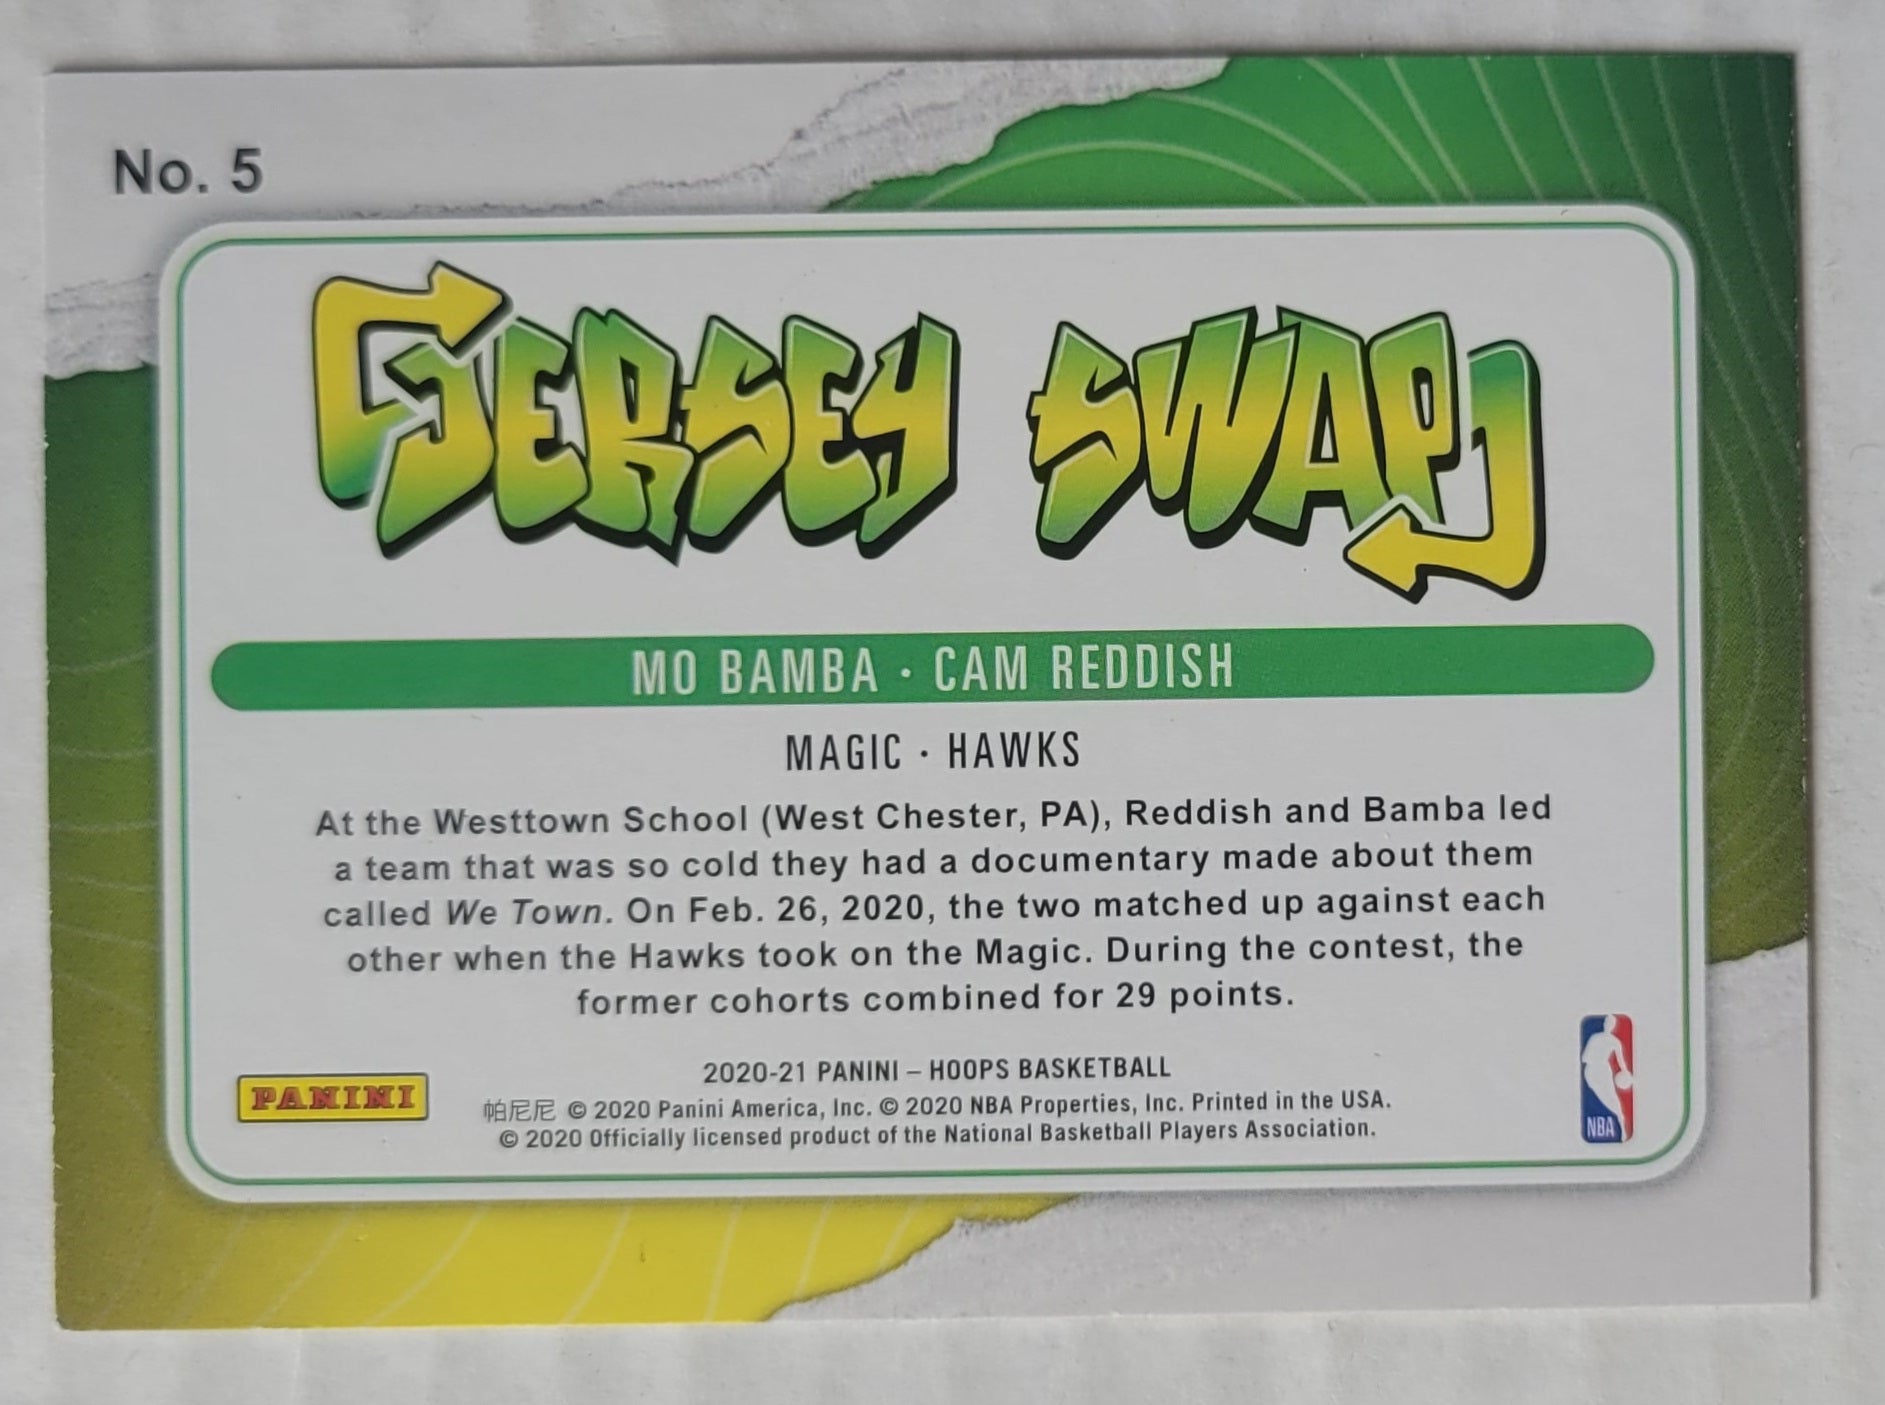 No. 5
JERSEY SWAP
MO BAMBA · CAM REDDISH
MAGIC · HAWKS
At the Westtown School (West Chester, PA), Reddish and Bamba led
a team that was so cold they had a documentary made about them
called We Town. On Feb. 26, 2020, the two matched up against each
other when the Hawks took on the Magic. During the contest, the
former cohorts combined for 29 points.
2020-21 PANINI – HOOPS BASKETBALL
PANINI
帕尼尼 © 2020 Panini America, Inc. © 2020 NBA Properties, Inc. Printed in the USA.
© 2020 Officially licensed product of the National Basketball Players Association.
NBA